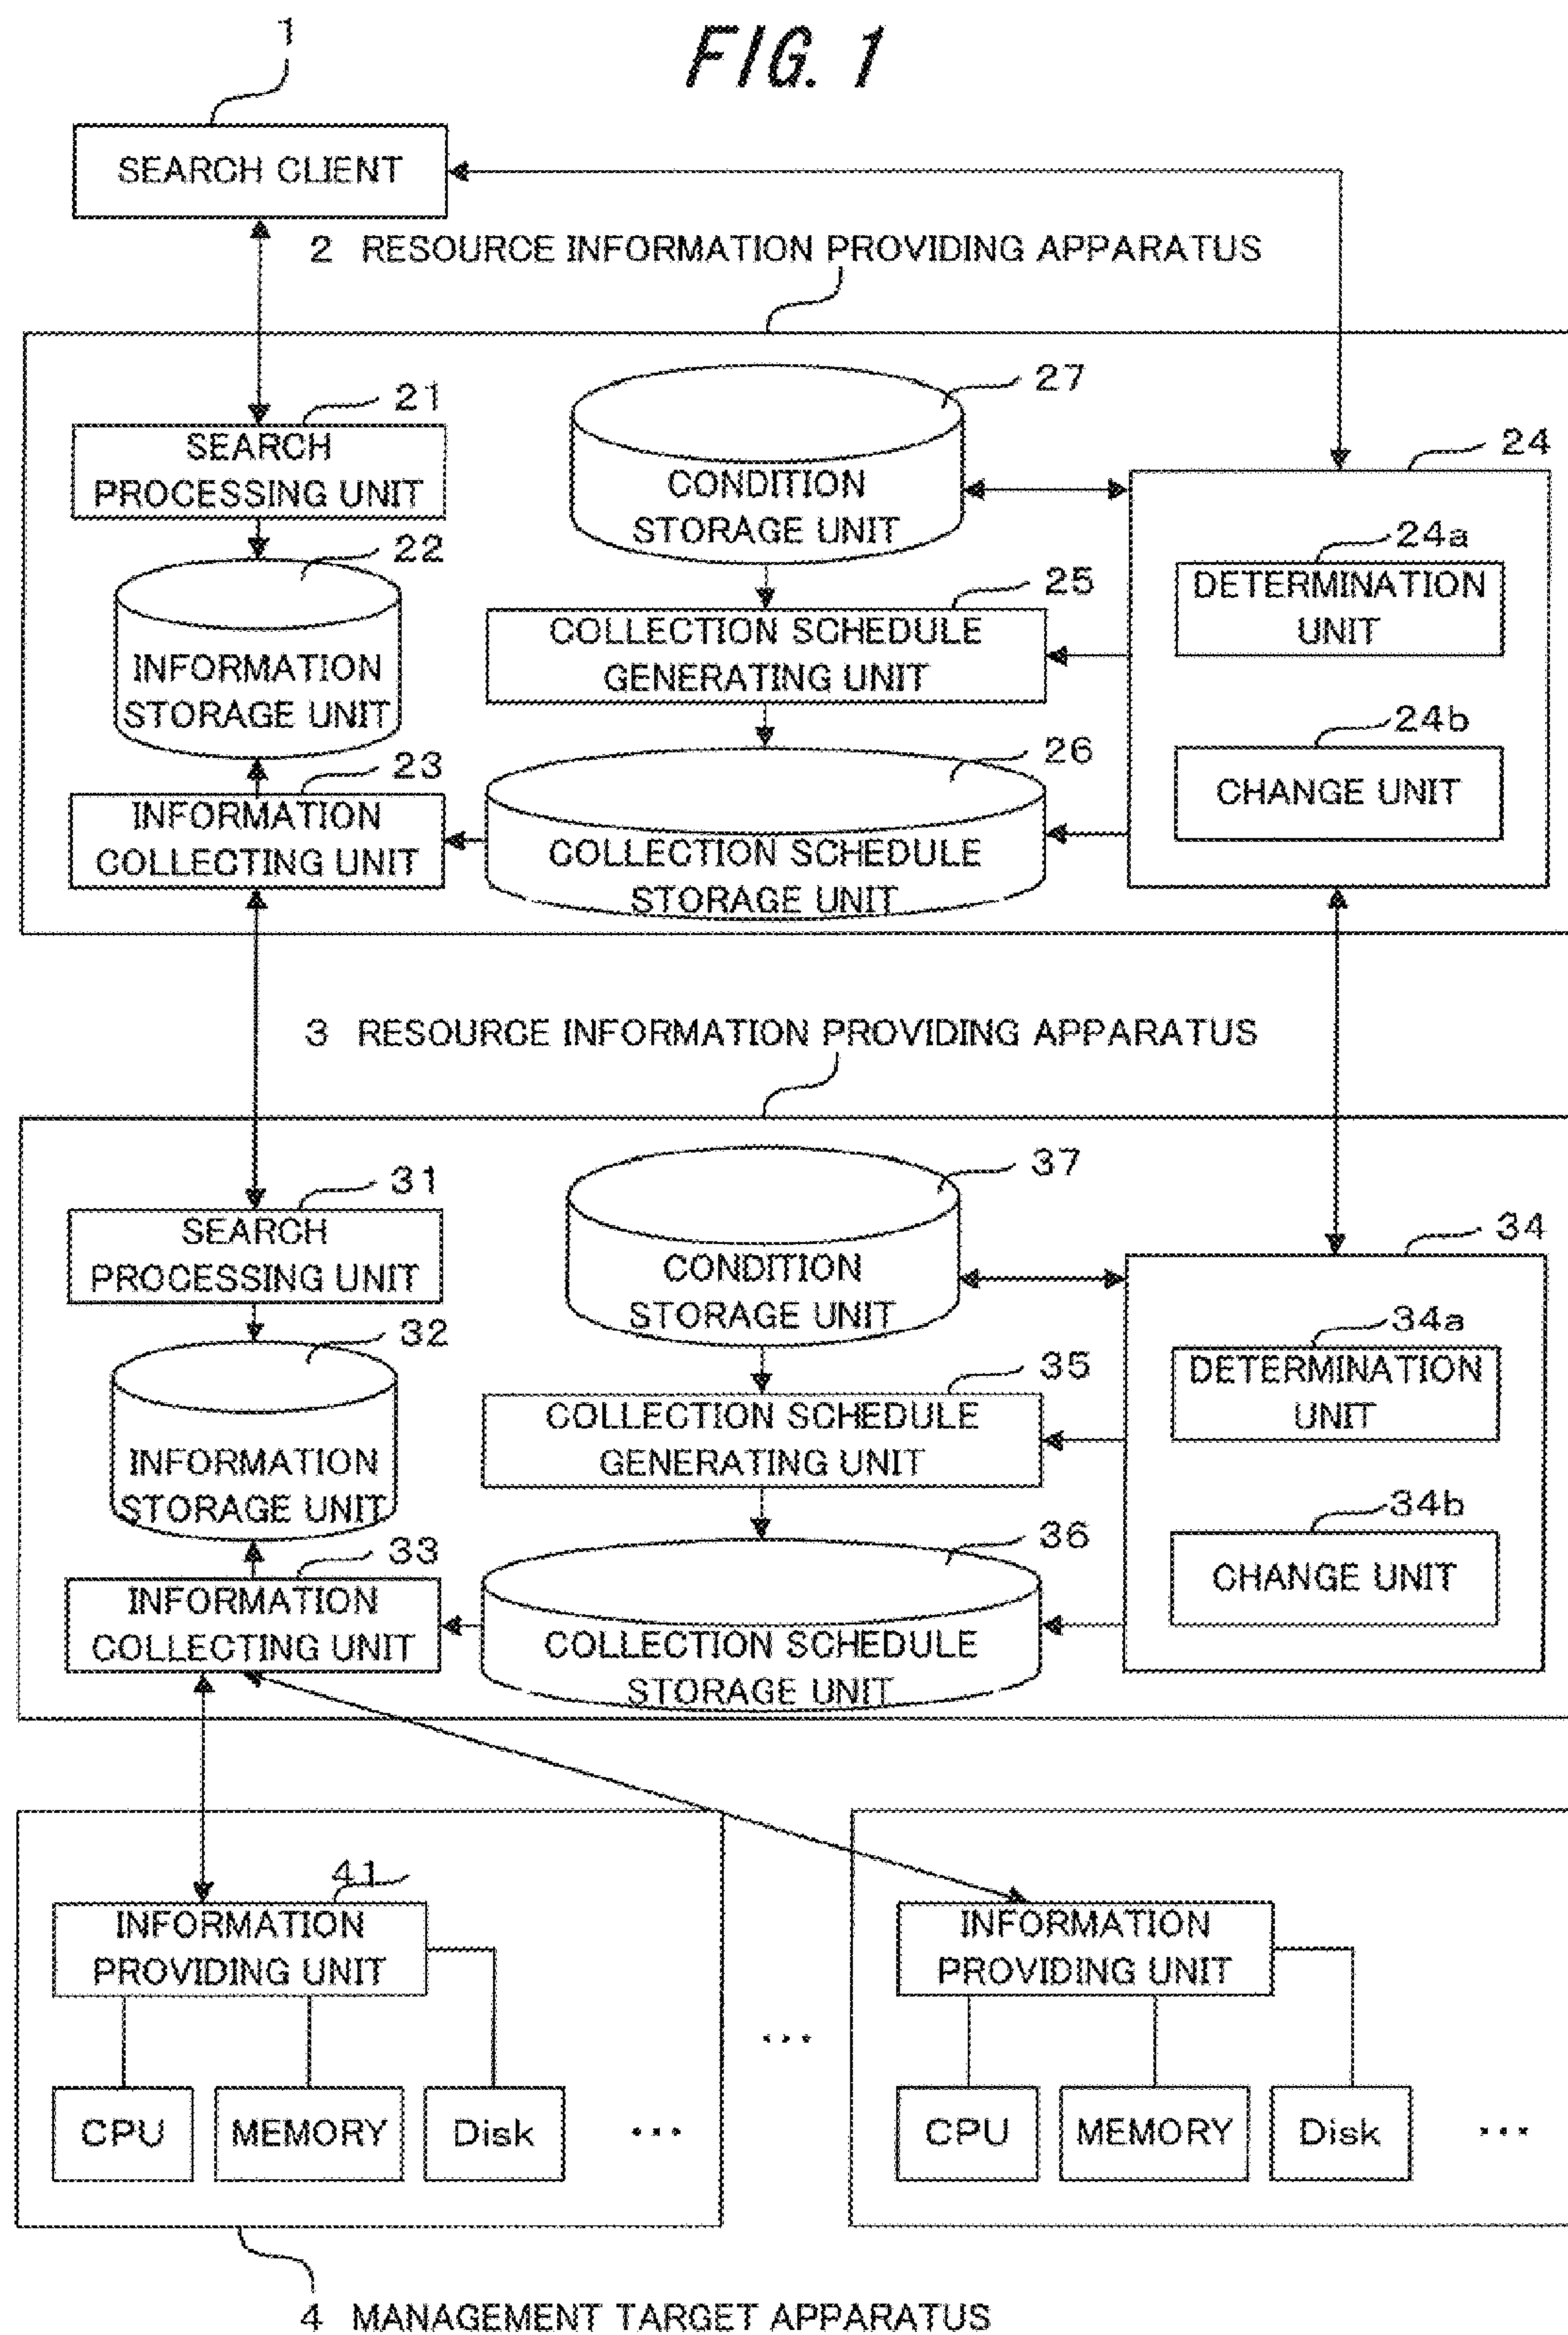 FIG. 1
1
SEARCH CLIENT
2 RESOURCE INFORMATION PROVIDING APPARATUS
21
SEARCH
PROCESSING UNIT
22
INFORMATION
STORAGE UNIT
23
INFORMATION
COLLECTING UNIT
27
CONDITION
STORAGE UNIT
25
COLLECTION SCHEDULE
GENERATING UNIT
26
COLLECTION SCHEDULE
STORAGE UNIT
24
24a
DETERMINATION
UNIT
24b
CHANGE UNIT
3 RESOURCE INFORMATION PROVIDING APPARATUS
31
SEARCH
PROCESSING UNIT
32
INFORMATION
STORAGE UNIT
33
INFORMATION
COLLECTING UNIT
37
CONDITION
STORAGE UNIT
35
COLLECTION SCHEDULE
GENERATING UNIT
36
COLLECTION SCHEDULE
STORAGE UNIT
34
34a
DETERMINATION
UNIT
34b
CHANGE UNIT
41
INFORMATION
PROVIDING UNIT
CPU
MEMORY
Disk
...
...
INFORMATION
PROVIDING UNIT
CPU
MEMORY
Disk
...
4 MANAGEMENT TARGET APPARATUS